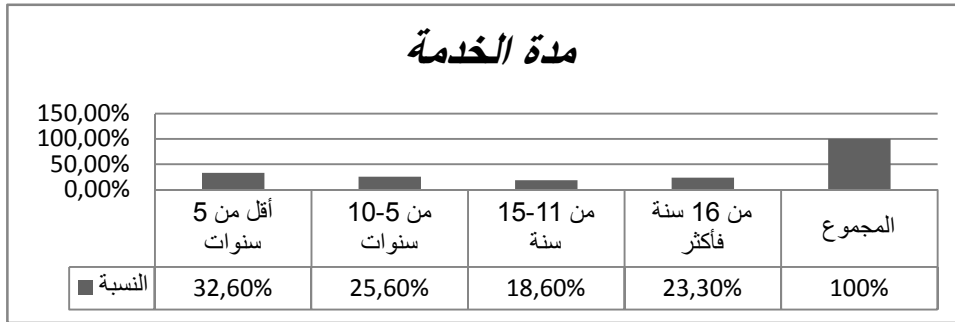 مدة الخدمة
150,00%
100,00%
50,00%
0,00%
أقل من 5
سنوات
من 5-10
سنوات
من 11-15
سنة
من 16 سنة
فأكثر
المجموع
النسبة 32,60% 25,60% 18,60% 23,30% 100%